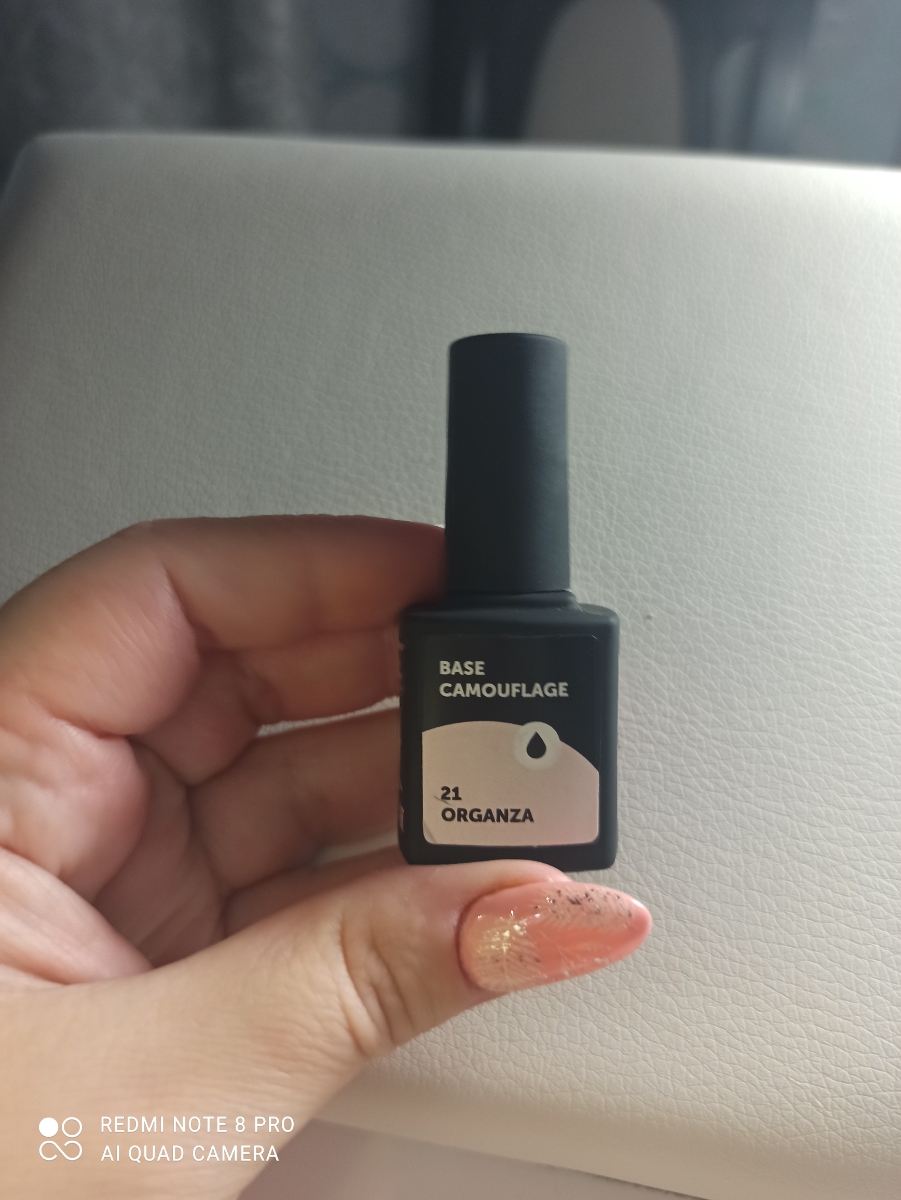 BASE
CAMOUFLAGE
21
ORGANZA
REDMI NOTE 8 PRO
AI QUAD CAMERA